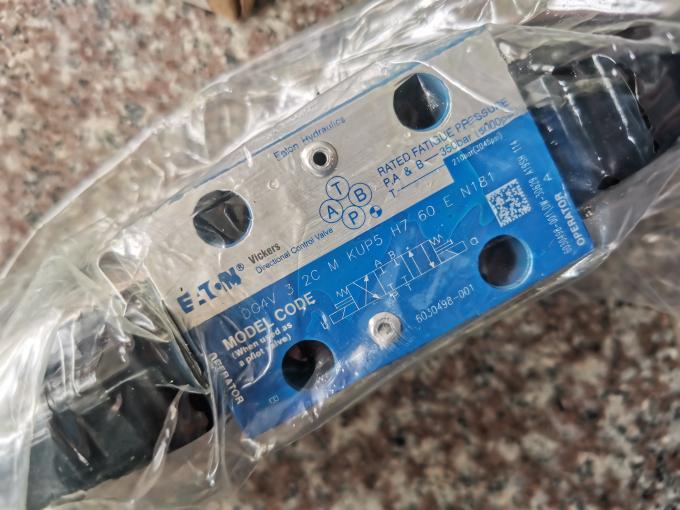 Eaton Hydraulics
RATED FATIGUE PRESSURE
P,A & B — 350bar (5000psi)
T — 210bar(3045psi)
T
A B
P
EATON®
Vickers
Directional Control Valve
DG4V 3 2C M KUP5 H7 60 E N181
MODEL CODE
(When used as
a pilot valve)
A B
P T
b
a
6030498-001
OPERATOR
B
OPERATOR
A